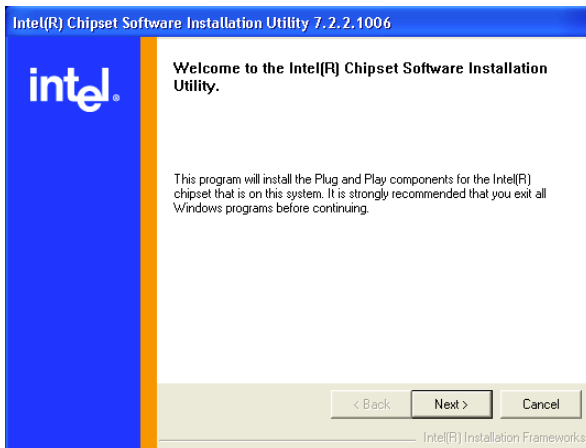 Intel(R) Chipset Software Installation Utility 7.2.2.1006
intel®
Welcome to the Intel(R) Chipset Software Installation
Utility.
This program will install the Plug and Play components for the Intel(R)
chipset that is on this system. It is strongly recommended that you exit all
Windows programs before continuing.
< Back
Next >
Cancel
Intel(R) Installation Frameworks